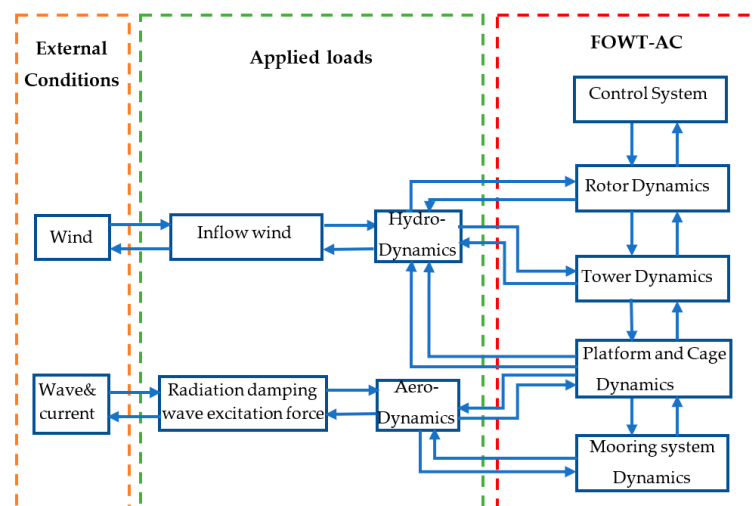 External
Conditions
Applied loads
FOWT-AC
Control System
Rotor Dynamics
Wind
Inflow wind
Hydro-
Dynamics
Tower Dynamics
Wave&
current
Radiation damping
wave excitation force
Aero-
Dynamics
Platform and Cage
Dynamics
Mooring system
Dynamics